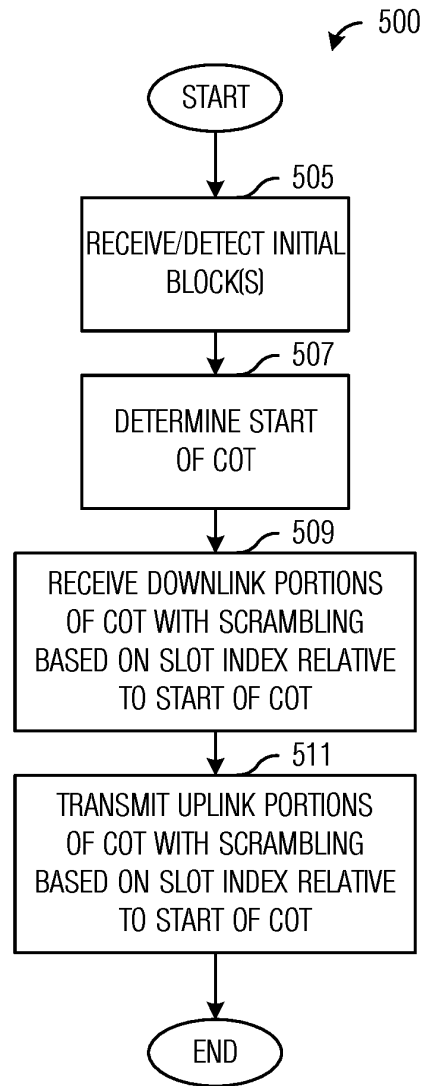 500
START
505
RECEIVE/DETECT INITIAL
BLOCK(S)
507
DETERMINE START
OF COT
509
RECEIVE DOWNLINK PORTIONS
OF COT WITH SCRAMBLING
BASED ON SLOT INDEX RELATIVE
TO START OF COT
511
TRANSMIT UPLINK PORTIONS
OF COT WITH SCRAMBLING
BASED ON SLOT INDEX RELATIVE
TO START OF COT
END